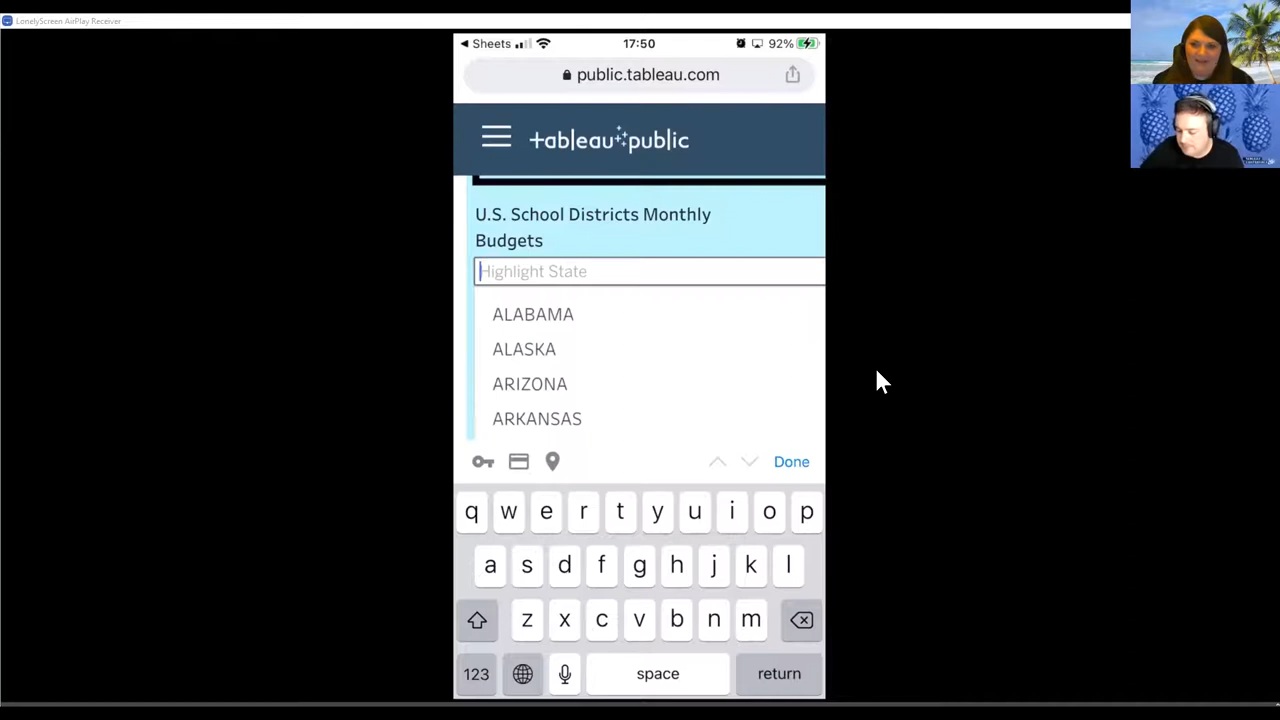 LonelyScreen AirPlay Receiver
Sheets
17:50
92%
public.tableau.com
+ableau public
U.S. School Districts Monthly
Budgets
Highlight State
ALABAMA
ALASKA
ARIZONA
ARKANSAS
Done
q w e r t y u i o p
a s d f g h j k l
z x c v b n m
123 space return